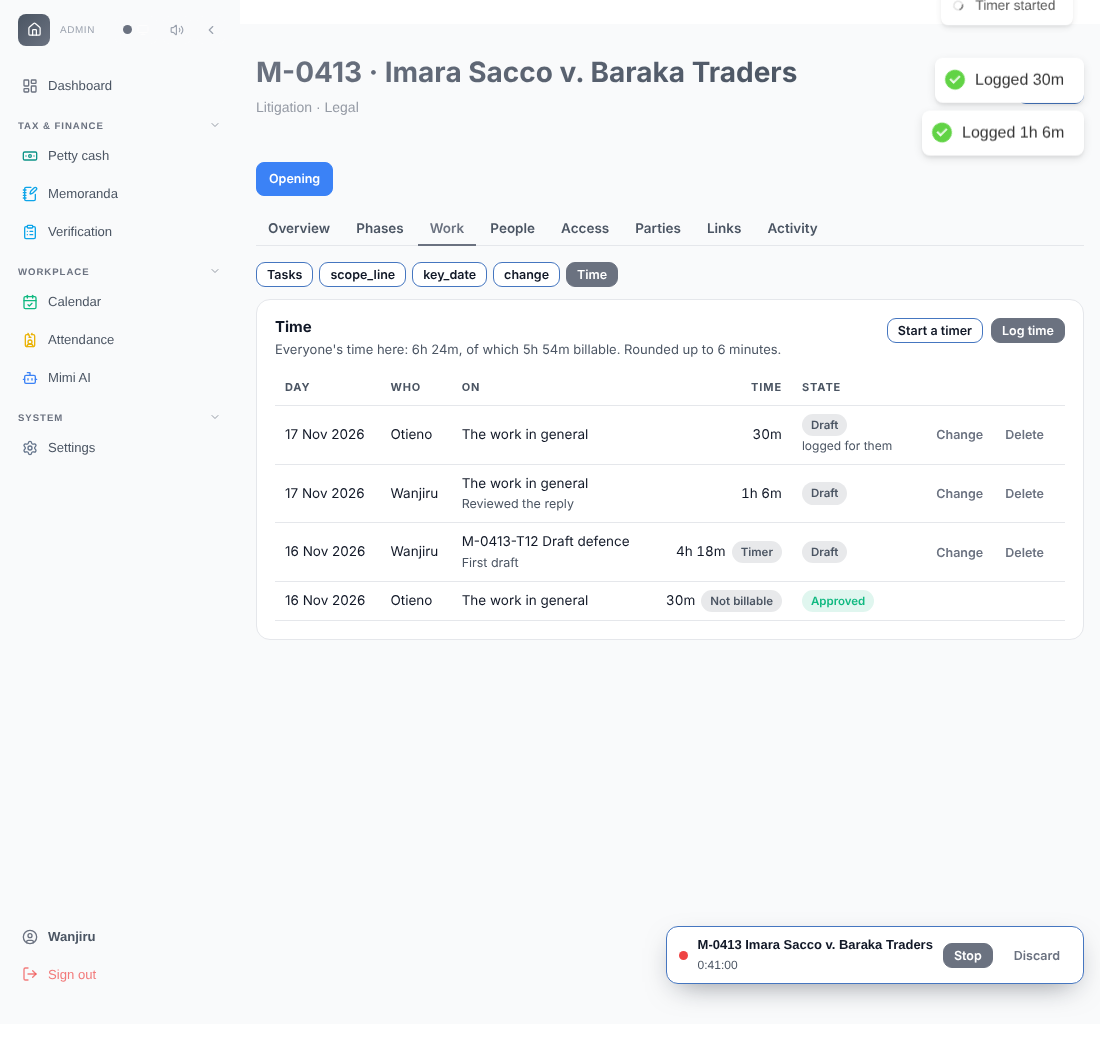 ADMIN
Timer started
Logged 30m
Logged 1h 6m
Dashboard
TAX & FINANCE
Petty cash
Memoranda
Verification
WORKPLACE
Calendar
Attendance
Mimi AI
SYSTEM
Settings
Wanjiru
Sign out
M-0413 · Imara Sacco v. Baraka Traders
Litigation · Legal
Opening
Overview Phases Work People Access Parties Links Activity
Tasks scope_line key_date change Time
Time
Start a timer Log time
Everyone's time here: 6h 24m, of which 5h 54m billable. Rounded up to 6 minutes.
DAY WHO ON TIME STATE
17 Nov 2026 Otieno The work in general 30m Draft Change Delete
logged for them
17 Nov 2026 Wanjiru The work in general 1h 6m Draft Change Delete
Reviewed the reply
16 Nov 2026 Wanjiru M-0413-T12 Draft defence 4h 18m Timer Draft Change Delete
First draft
16 Nov 2026 Otieno The work in general 30m Not billable Approved
M-0413 Imara Sacco v. Baraka Traders
0:41:00
Stop Discard